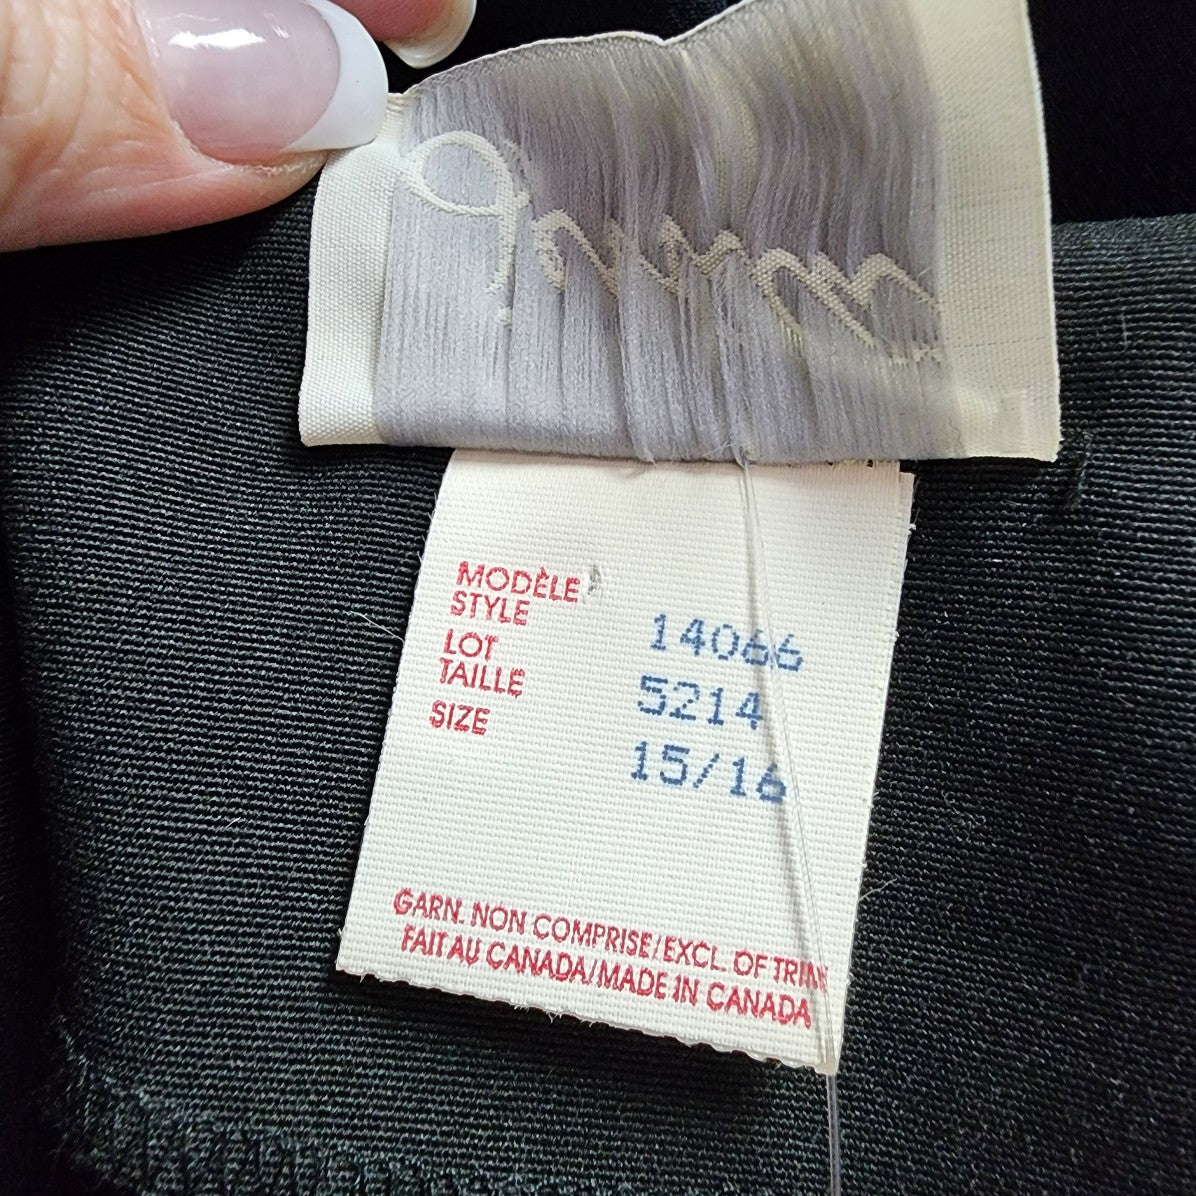 MODÈLE
STYLE 14066
LOT
TAILLE 5214
SIZE 15/16
GARN. NON COMPRISE/EXCL. OF TRIM
FAIT AU CANADA/MADE IN CANADA